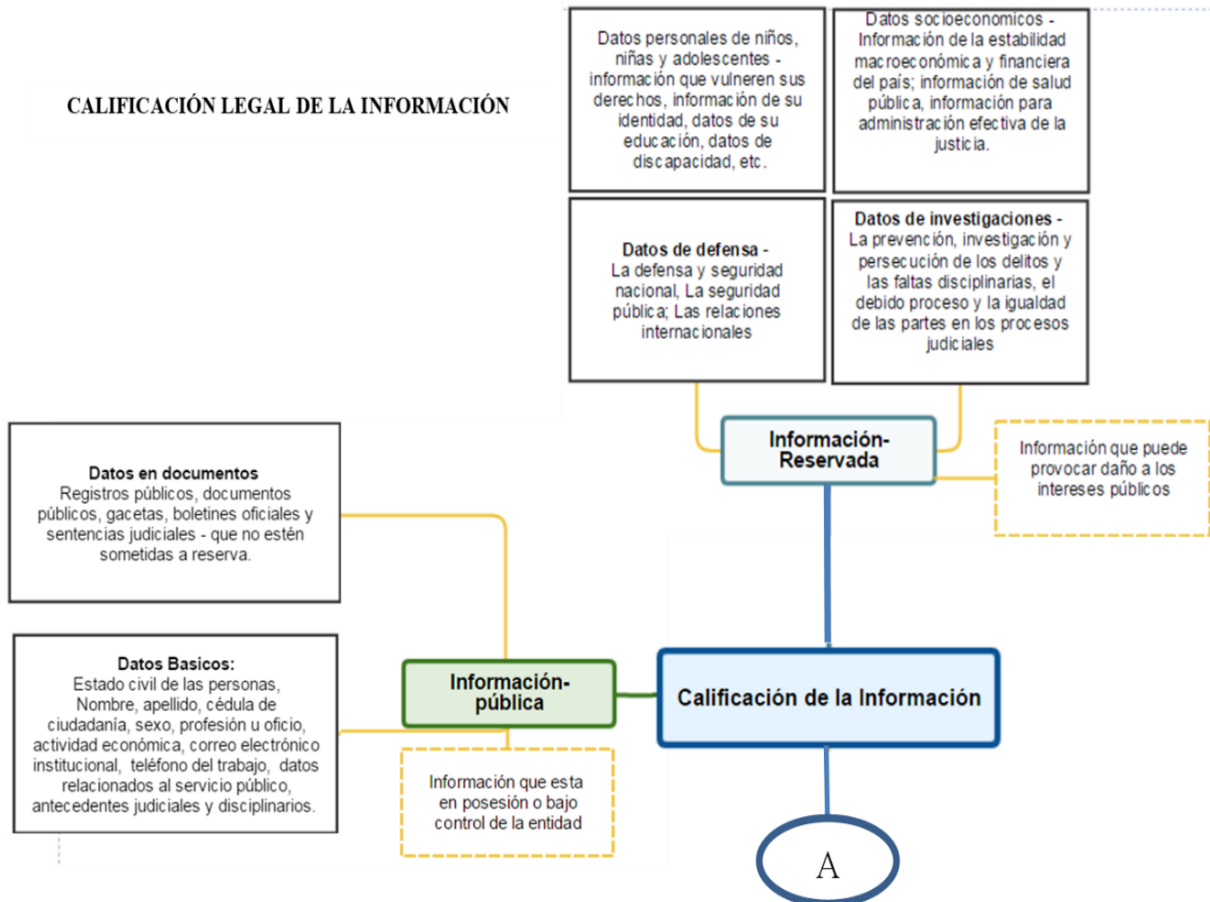 CALIFICACIÓN LEGAL DE LA INFORMACIÓN
Datos personales de niños,
niñas y adolescentes -
información que vulneren sus
derechos, información de su
identidad, datos de su
educación, datos de
discapacidad, etc.
Datos socioeconomicos -
Información de la estabilidad
macroeconómica y financiera
del país; información de salud
pública, información para
administración efectiva de la
justicia.
Datos de defensa -
La defensa y seguridad
nacional, La seguridad
pública; Las relaciones
internacionales
Datos de investigaciones -
La prevención, investigación y
persecución de los delitos y
las faltas disciplinarias, el
debido proceso y la igualdad
de las partes en los procesos
judiciales
Información-
Reservada
Información que puede
provocar daño a los
intereses públicos
Datos en documentos
Registros públicos, documentos
públicos, gacetas, boletines oficiales y
sentencias judiciales - que no estén
sometidas a reserva.
Datos Basicos:
Estado civil de las personas,
Nombre, apellido, cédula de
ciudadanía, sexo, profesión u oficio,
actividad económica, correo electrónico
institucional, teléfono del trabajo, datos
relacionados al servicio público,
antecedentes judiciales y disciplinarios.
Información-
pública
Información que esta
en posesión o bajo
control de la entidad
Calificación de la Información
A